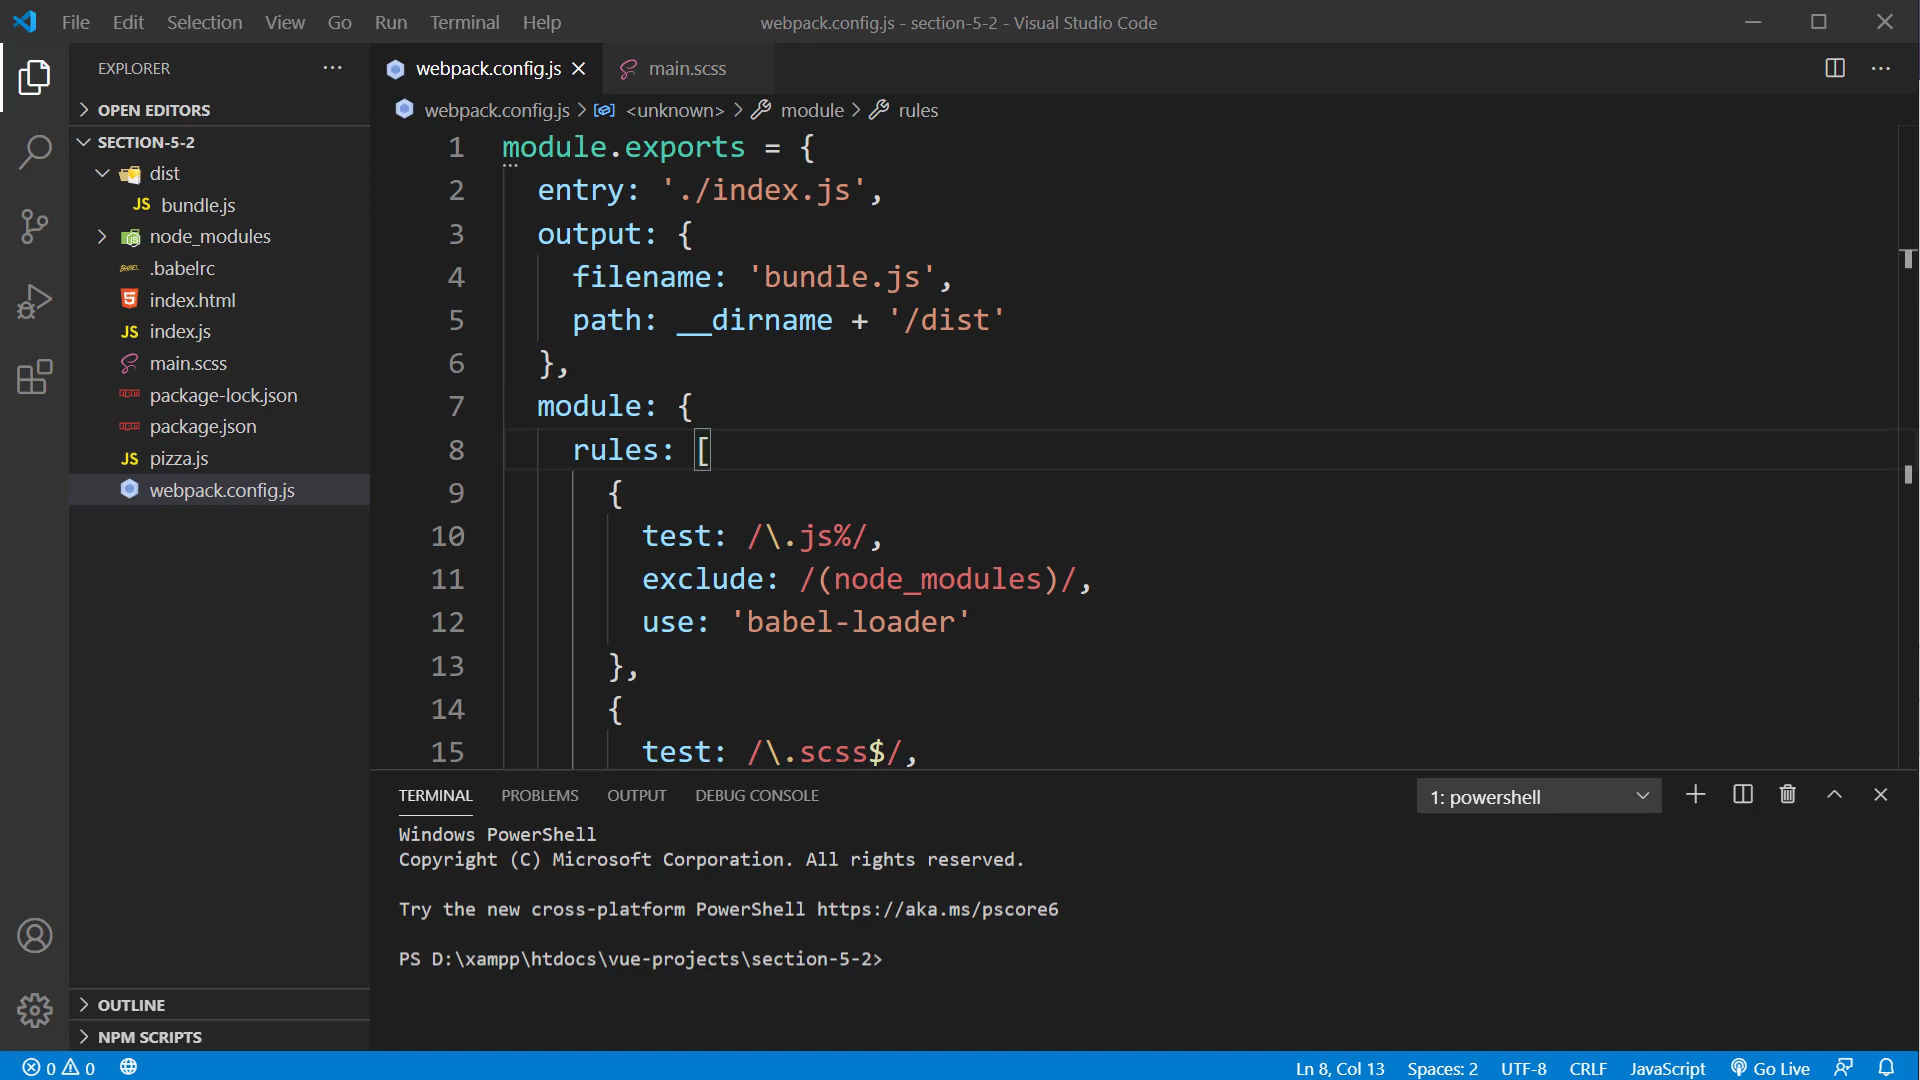 File Edit Selection View Go Run Terminal Help
webpack.config.js - section-5-2 - Visual Studio Code
EXPLORER
OPEN EDITORS
SECTION-5-2
dist
JS bundle.js
node_modules
.babelrc
index.html
JS index.js
main.scss
package-lock.json
package.json
JS pizza.js
webpack.config.js
OUTLINE
NPM SCRIPTS
webpack.config.js main.scss
webpack.config.js > <unknown> > module > rules
1 module.exports = {
2 entry: './index.js',
3 output: {
4 filename: 'bundle.js',
5 path: __dirname + '/dist'
6 },
7 module: {
8 rules: [
9 {
10 test: /\.js%/,
11 exclude: /(node_modules)/,
12 use: 'babel-loader'
13 },
14 {
15 test: /\.scss$/,
TERMINAL PROBLEMS OUTPUT DEBUG CONSOLE
1: powershell
Windows PowerShell
Copyright (C) Microsoft Corporation. All rights reserved.
Try the new cross-platform PowerShell https://aka.ms/pscore6
PS D:\xampp\htdocs\vue-projects\section-5-2>
0 0
Ln 8, Col 13 Spaces: 2 UTF-8 CRLF JavaScript Go Live